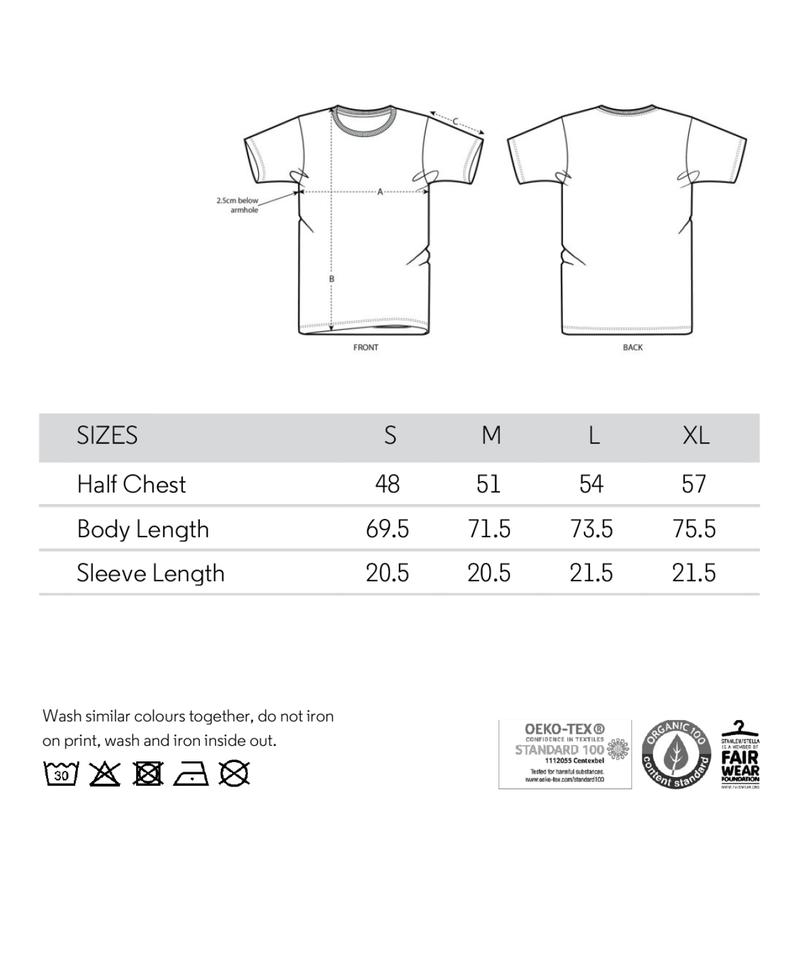 C
A
2.5cm below
armhole
B
FRONT
BACK
SIZES S M L XL
Half Chest 48 51 54 57
Body Length 69.5 71.5 73.5 75.5
Sleeve Length 20.5 20.5 21.5 21.5
Wash similar colours together, do not iron
on print, wash and iron inside out.
30
OEKO-TEX®
CONFIDENCE IN TEXTILES
STANDARD 100
1112055 Centexbel
Tested for harmful substances.
www.oeko-tex.com/standard100
ORGANIC 100
content standard
STANLEY/STELLA
IS A MEMBER OF
FAIR
WEAR
FOUNDATION
WWW.FAIRWEAR.ORG